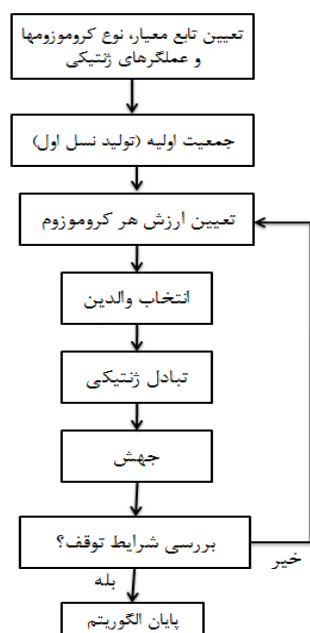 تعیین تابع معیار، نوع کروموزومها
و عملگرهای ژنتیکی
جمعیت اولیه (تولید نسل اول)
تعیین ارزش هر کروموزوم
انتخاب والدین
تبادل ژنتیکی
جهش
بررسی شرایط توقف؟
خیر
بله
پایان الگوریتم